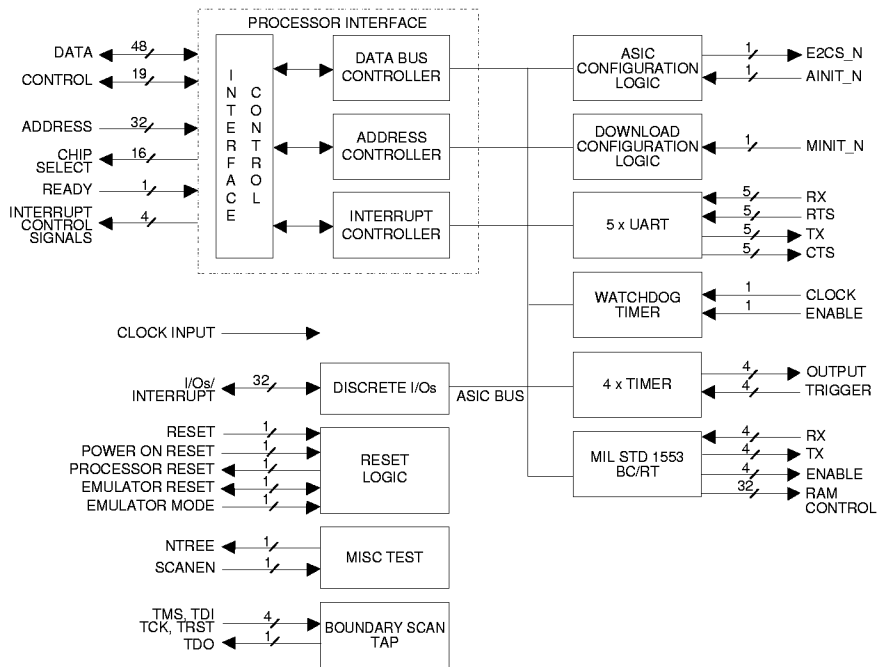 PROCESSOR INTERFACE
DATA
48
CONTROL
19
ADDRESS
32
CHIP
SELECT
16
READY
1
INTERRUPT
CONTROL
SIGNALS
4
INTERFACE
CONTROL
DATA BUS
CONTROLLER
ADDRESS
CONTROLLER
INTERRUPT
CONTROLLER
ASIC
CONFIGURATION
LOGIC
1
E2CS_N
1
AINIT_N
DOWNLOAD
CONFIGURATION
LOGIC
1
MINIT_N
5 x UART
5
RX
5
RTS
5
TX
5
CTS
WATCHDOG
TIMER
1
CLOCK
1
ENABLE
CLOCK INPUT
I/Os/
INTERRUPT
32
DISCRETE I/Os
ASIC BUS
4 x TIMER
4
OUTPUT
4
TRIGGER
RESET
1
POWER ON RESET
1
PROCESSOR RESET
1
EMULATOR RESET
1
EMULATOR MODE
1
RESET
LOGIC
MIL STD 1553
BC/RT
4
RX
4
TX
4
ENABLE
32
RAM
CONTROL
NTREE
1
SCANEN
1
MISC TEST
TMS, TDI
TCK, TRST
4
TDO
1
BOUNDARY SCAN
TAP